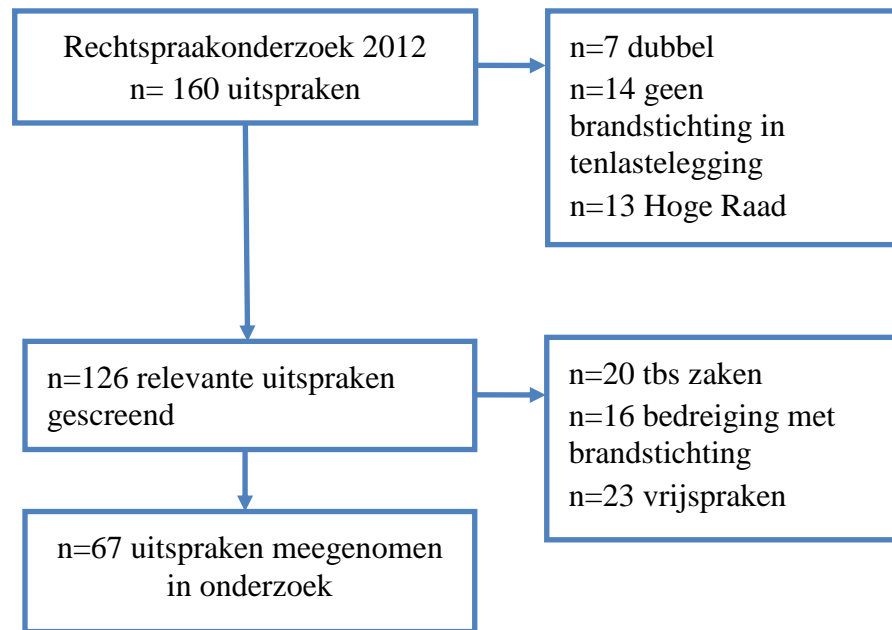 Rechtspraakonderzoek 2012
n= 160 uitspraken
n=7 dubbel
n=14 geen
brandstichting in
tenlastelegging
n=13 Hoge Raad
n=126 relevante uitspraken
gescreend
n=20 tbs zaken
n=16 bedreiging met
brandstichting
n=23 vrijspraken
n=67 uitspraken meegenomen
in onderzoek